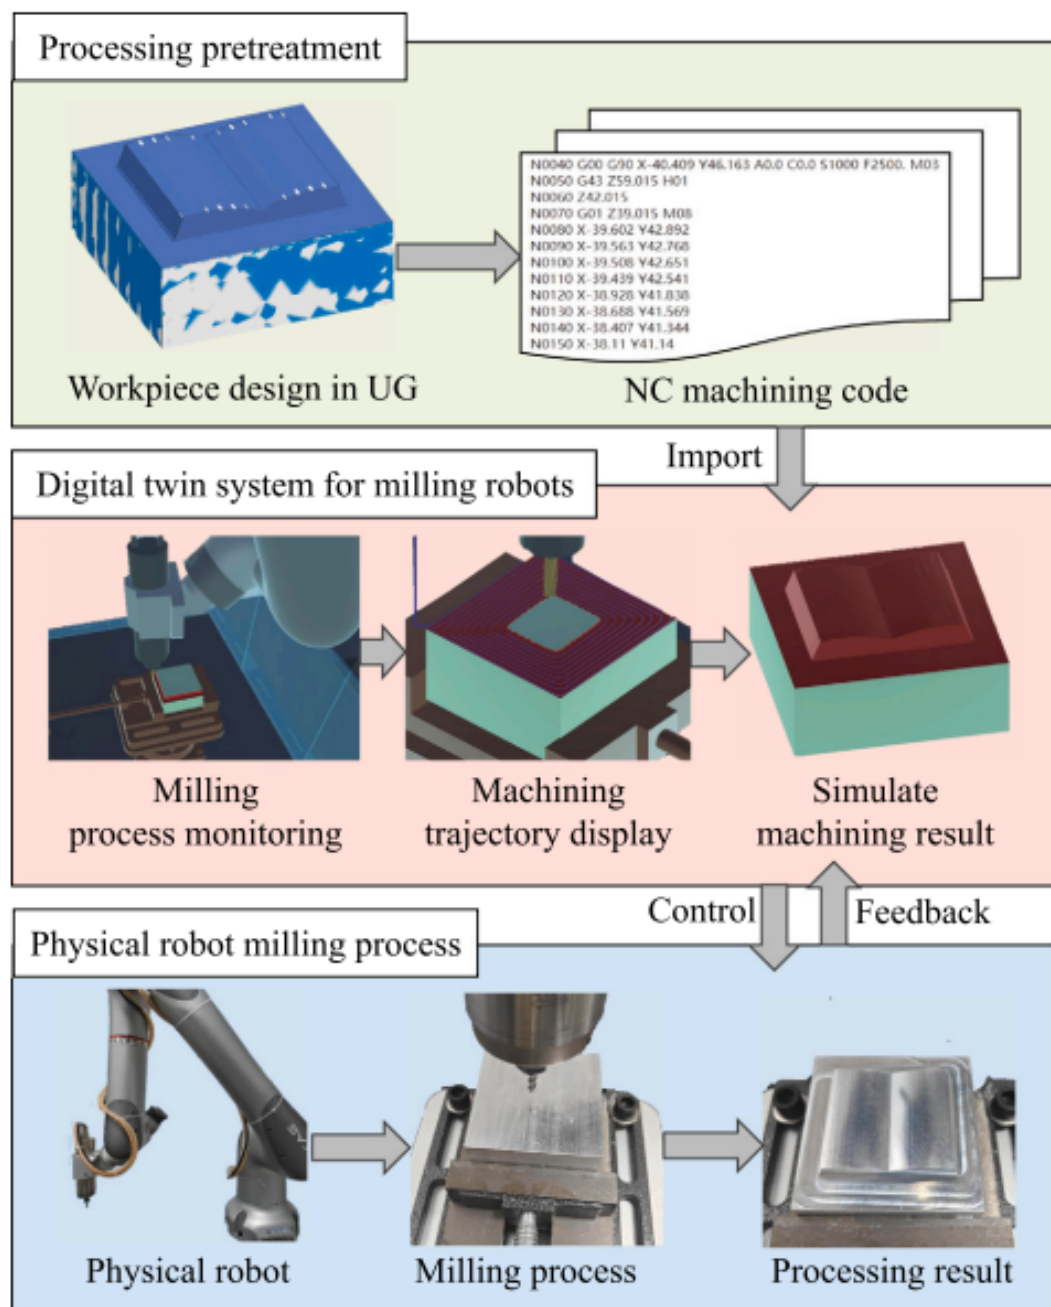 Processing pretreatment
N0040 G00 G90 X-40.409 Y46.163 A0.0 C0.0 S1000 F2500. M03
N0050 G43 Z59.015 H01
N0060 Z42.015
N0070 G01 Z39.015 M08
N0080 X-39.602 Y42.892
N0090 X-39.563 Y42.768
N0100 X-39.508 Y42.651
N0110 X-39.439 Y42.541
N0120 X-38.928 Y41.838
N0130 X-38.688 Y41.569
N0140 X-38.407 Y41.344
N0150 X-38.11 Y41.14
Workpiece design in UG
NC machining code
Import
Digital twin system for milling robots
Milling
process monitoring
Machining
trajectory display
Simulate
machining result
Control
Feedback
Physical robot milling process
Physical robot
Milling process
Processing result